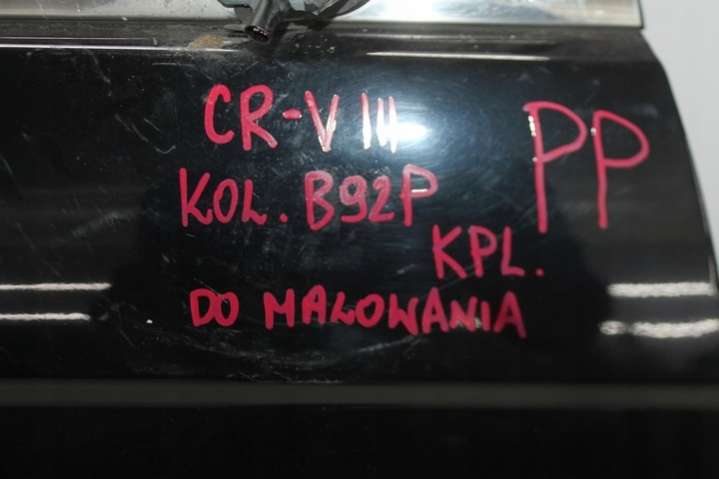 CR-V III
PP
KOL. B92P
KPL.
DO MALOWANIA